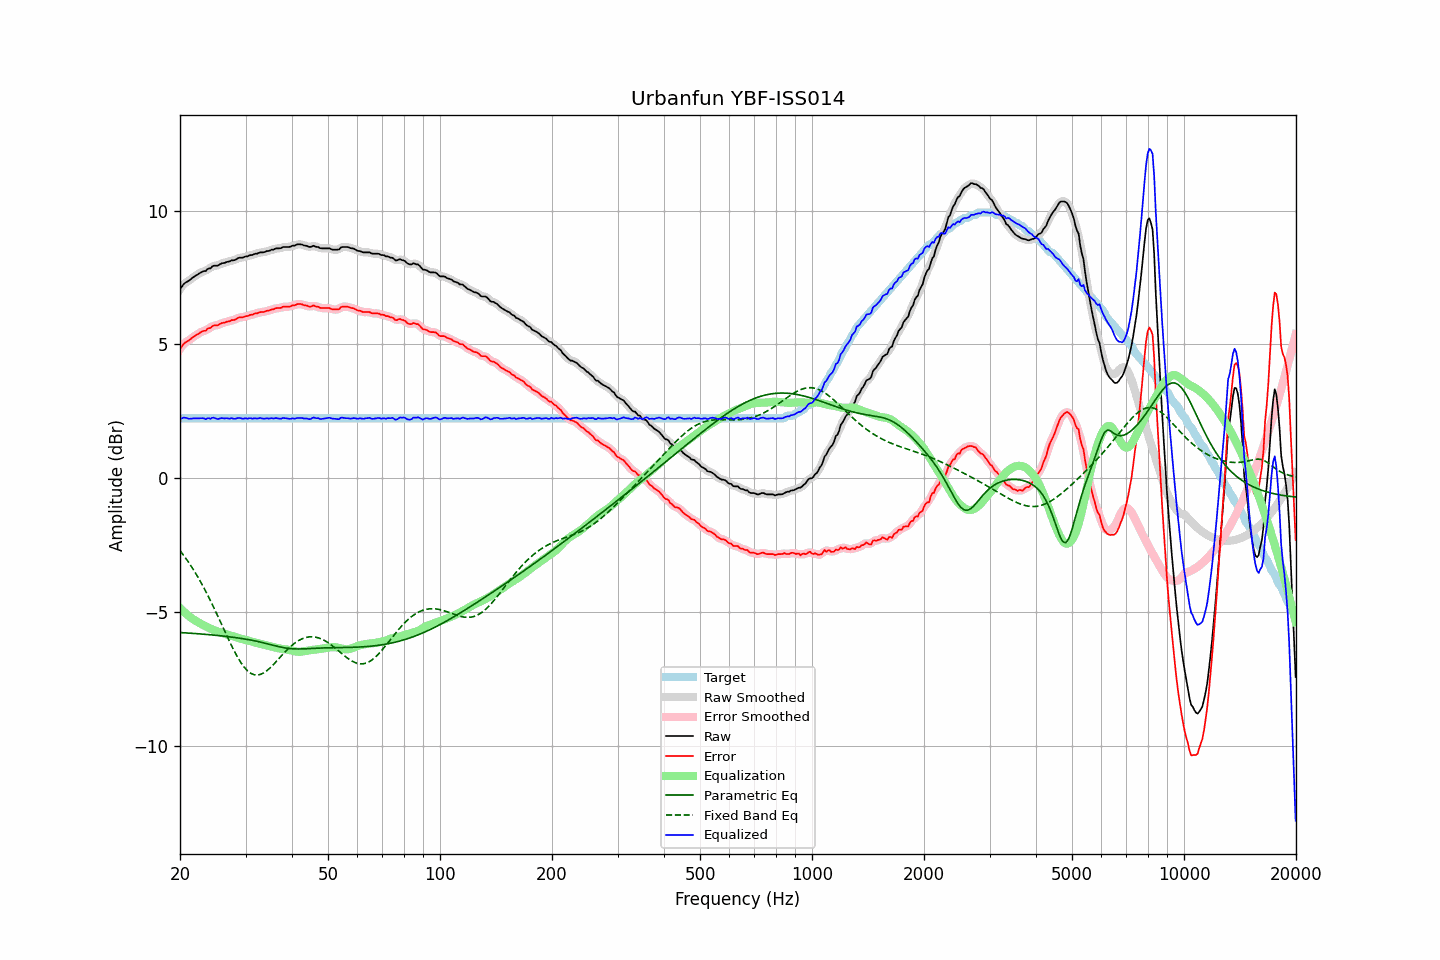 Urbanfun YBF-ISS014
Amplitude (dBr)
10
5
0
−5
−10
20
50
100
200
500
1000
2000
5000
10000
20000
Frequency (Hz)
Target
Raw Smoothed
Error Smoothed
Raw
Error
Equalization
Parametric Eq
Fixed Band Eq
Equalized